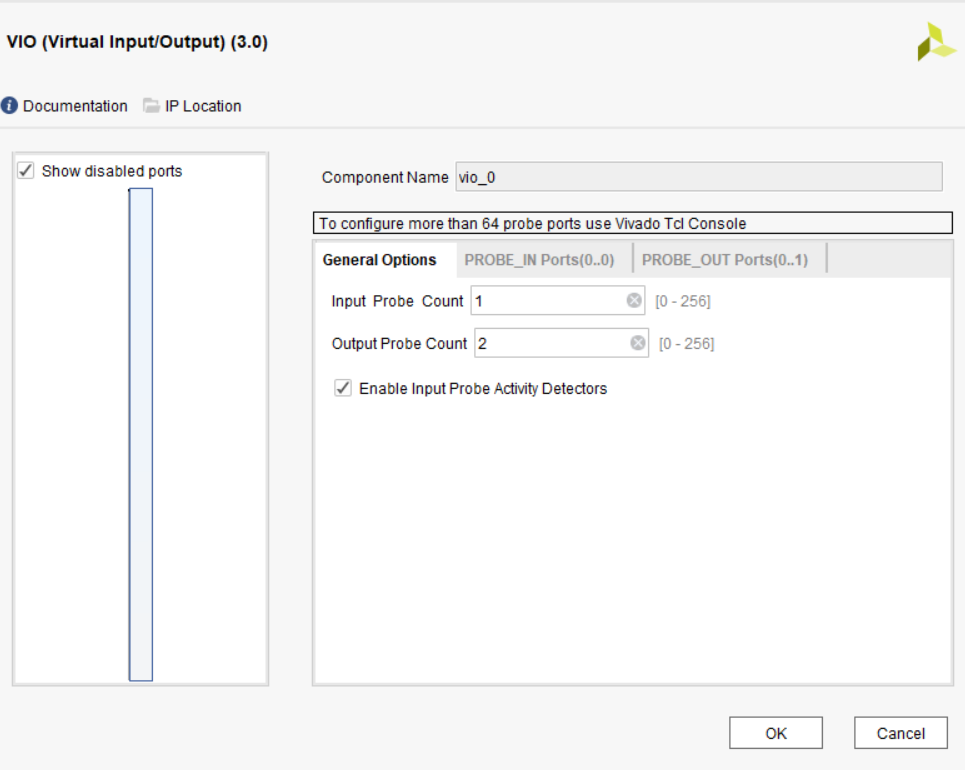 VIO (Virtual Input/Output) (3.0)
Documentation IP Location
Show disabled ports
Component Name vio_0
To configure more than 64 probe ports use Vivado Tcl Console
General Options PROBE_IN Ports(0..0) PROBE_OUT Ports(0..1)
Input Probe Count 1 [0 - 256]
Output Probe Count 2 [0 - 256]
Enable Input Probe Activity Detectors
OK Cancel